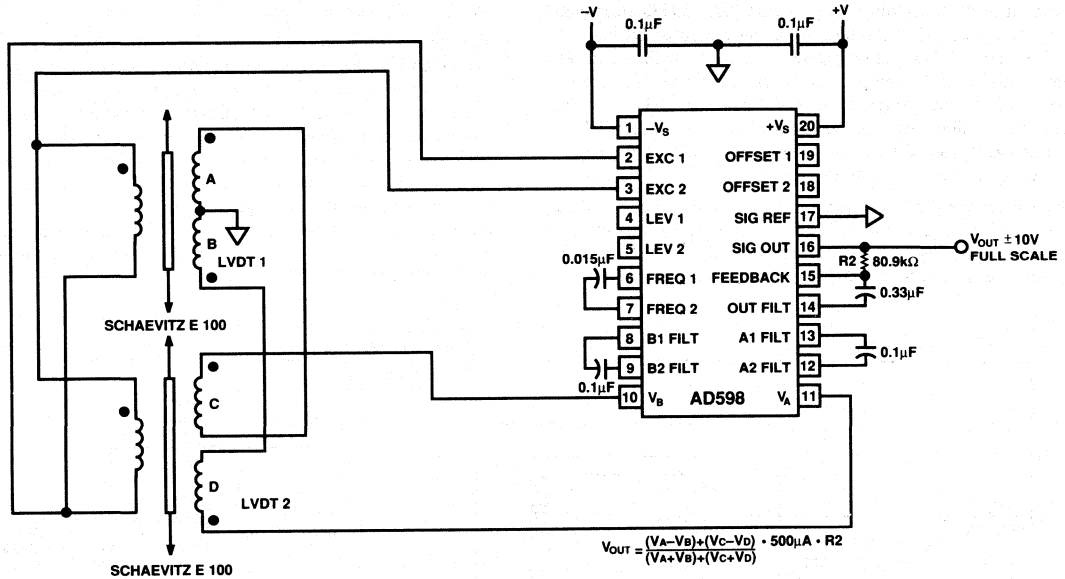 -V
0.1µF
0.1µF
+V
1 -VS
+VS 20
2 EXC 1
OFFSET 1 19
3 EXC 2
OFFSET 2 18
4 LEV 1
SIG REF 17
5 LEV 2
SIG OUT 16
VOUT ±10V
FULL SCALE
R2 80.9kΩ
0.015µF
6 FREQ 1
FEEDBACK 15
0.33µF
7 FREQ 2
OUT FILT 14
8 B1 FILT
A1 FILT 13
0.1µF
9 B2 FILT
A2 FILT 12
0.1µF
10 VB
AD598
VA 11
A
B
LVDT 1
SCHAEVITZ E 100
C
D
LVDT 2
SCHAEVITZ E 100
VOUT = (VA-VB)+(VC-VD) • 500µA • R2
(VA+VB)+(VC+VD)